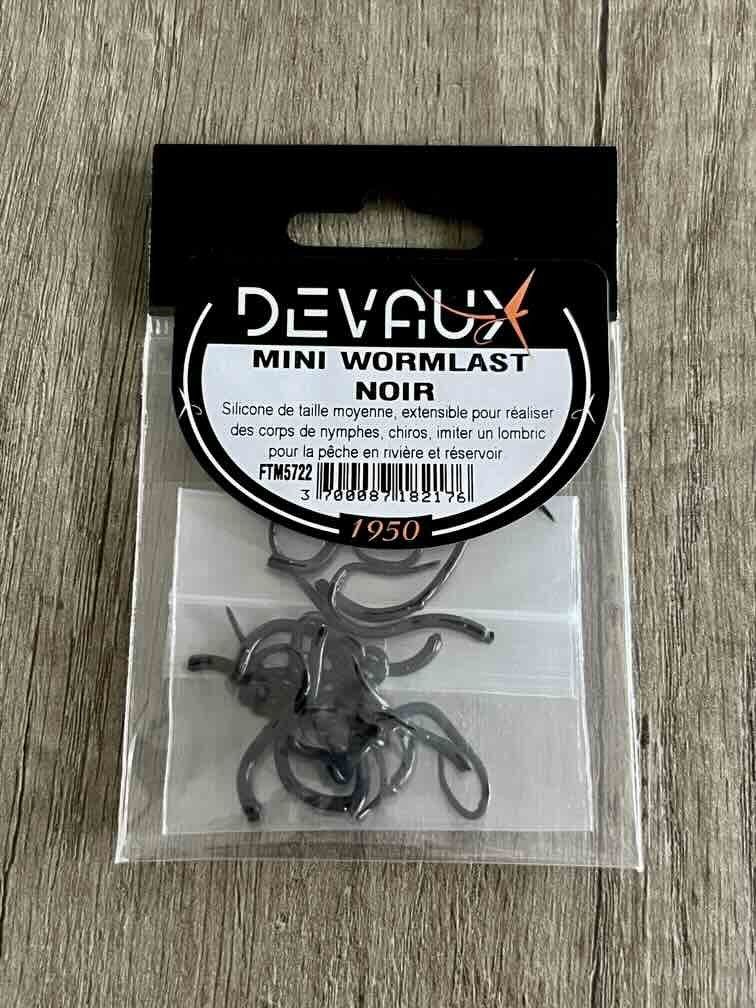 DEVAUX
MINI WORMLAST
NOIR
Silicone de taille moyenne, extensible pour réaliser
des corps de nymphes, chiros, imiter un lombric
pour la pêche en rivière et réservoir
FTM5722
3 700087 182176
1950